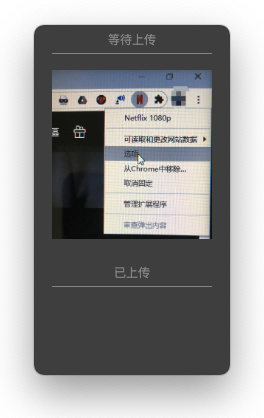 等待上传
Netflix 1080p
可读取和更改网站数据
选项
从Chrome中移除...
取消固定
管理扩展程序
审查弹出内容
已上传